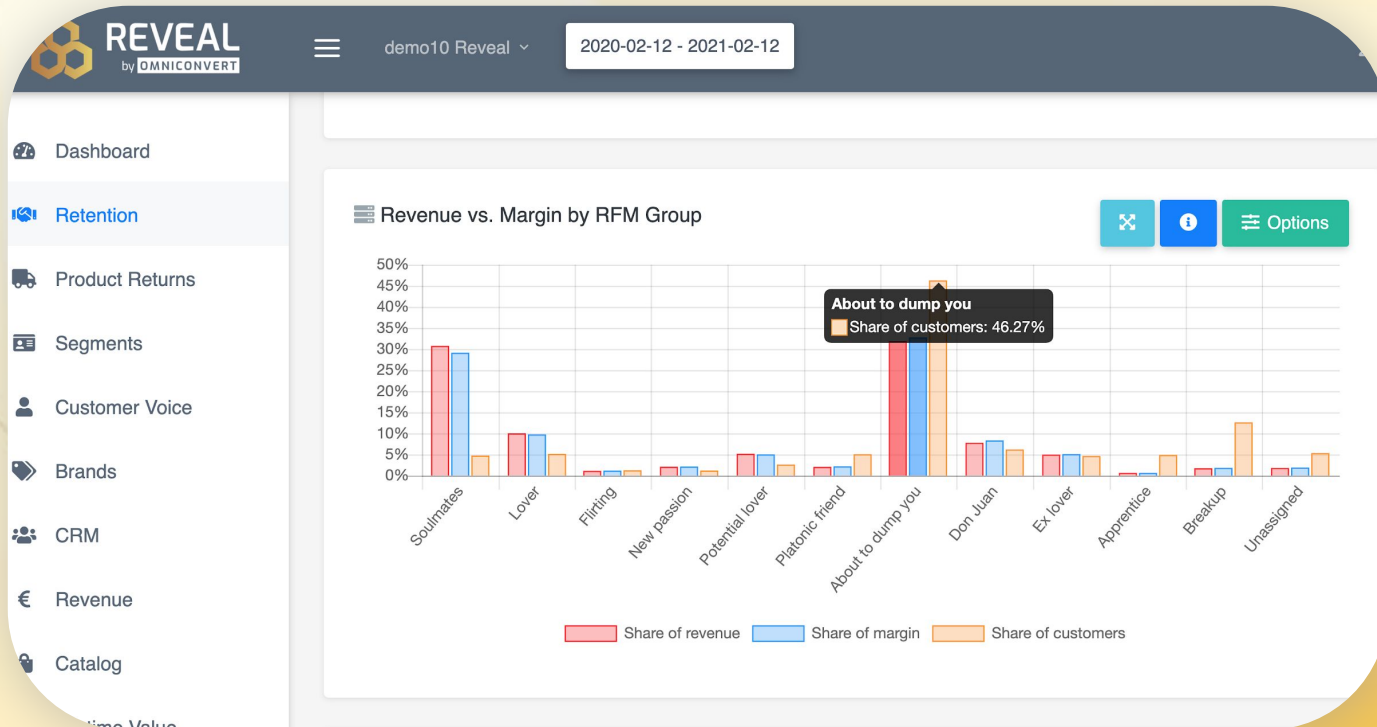 REVEAL
by OMNICONVERT
demo10 Reveal
2020-02-12 - 2021-02-12
Dashboard
Retention
Product Returns
Segments
Customer Voice
Brands
CRM
€ Revenue
Catalog
Value
Revenue vs. Margin by RFM Group
Options
50%
45%
40%
35%
30%
25%
20%
15%
10%
5%
0%
About to dump you
Share of customers: 46.27%
Soulmates
Lover
Flirting
New passion
Potential lover
Platonic friend
About to dump you
Don Juan
Ex lover
Apprentice
Breakup
Unassigned
Share of revenue
Share of margin
Share of customers